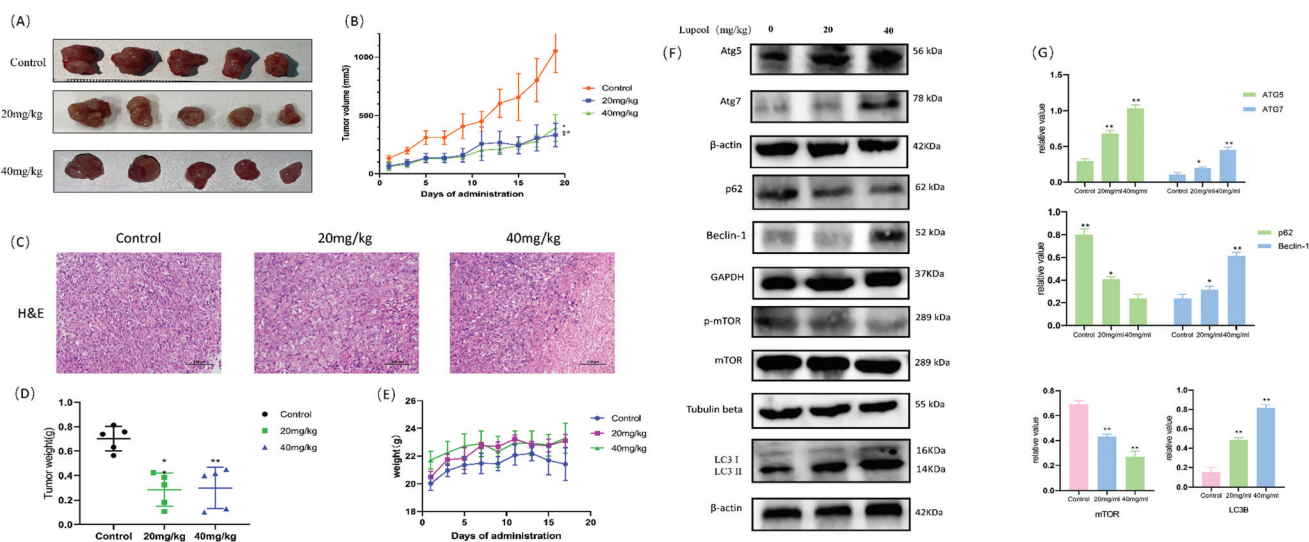 (A)
Control
20mg/kg
40mg/kg
(B)
Tumor volume (mm3)
1000
500
0
0
5
10
15
20
Days of administration
Control
20mg/kg
40mg/kg
*
**
(C)
Control
20mg/kg
40mg/kg
H&E
(D)
Tumor weight(g)
1.0
0.8
0.6
0.4
0.2
0.0
*
*
**
Control
20mg/kg
40mg/kg
Control
20mg/kg
40mg/kg
(E)
weight(g)
26
24
22
20
18
0
5
10
15
20
Days of administration
Control
20mg/kg
40mg/kg
(F)
Lupeol (mg/kg)
0
20
40
Atg5
56 kDa
Atg7
78 kDa
β-actin
42KDa
p62
62 kDa
Beclin-1
52 kDa
GAPDH
37KDa
p-mTOR
289 kDa
mTOR
289 kDa
Tubulin beta
55 kDa
LC3 I
16KDa
LC3 II
14KDa
β-actin
42KDa
(G)
relative value
1.5
1.0
0.5
0.0
**
**
*
**
Control
20mg/ml
40mg/ml
Control
20mg/ml
40mg/ml
ATG5
ATG7
relative value
1.0
0.8
0.6
0.4
0.2
0.0
**
*
*
**
Control
20mg/ml
40mg/ml
Control
20mg/ml
40mg/ml
p62
Beclin-1
relative value
0.8
0.6
0.4
0.2
0.0
**
**
Control
20mg/ml
40mg/ml
mTOR
relative value
1.0
0.8
0.6
0.4
0.2
0.0
**
**
Control
20mg/ml
40mg/ml
LC3B